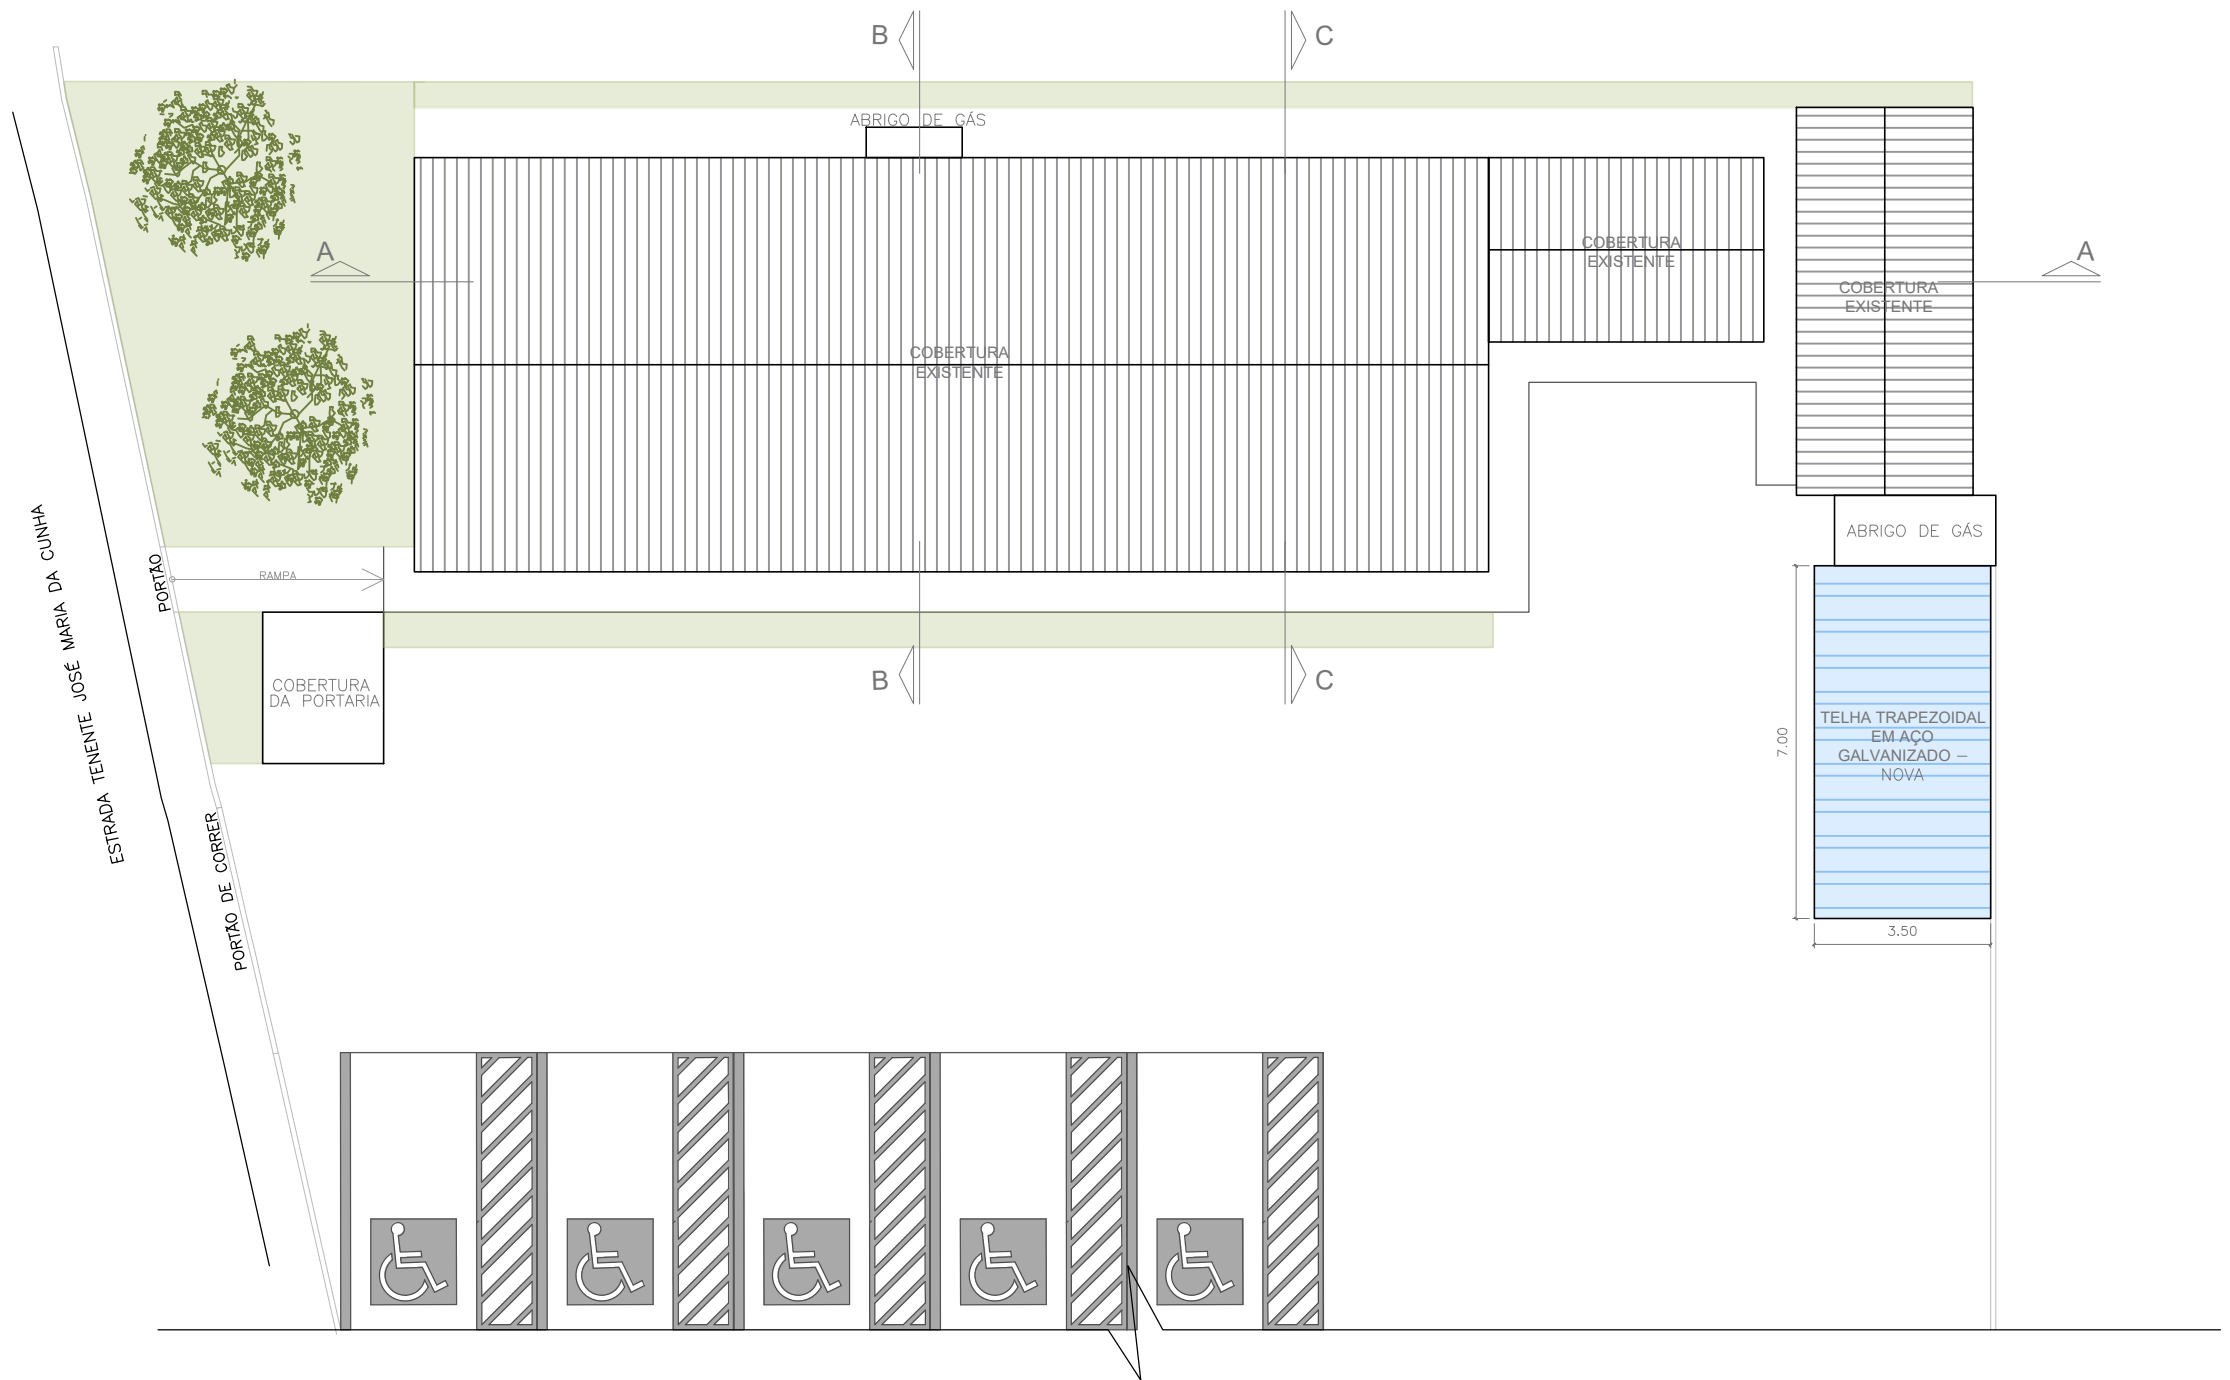 B
C
ABRIGO DE GÁS
A
COBERTURA
EXISTENTE
COBERTURA
EXISTENTE
A
COBERTURA
EXISTENTE
ABRIGO DE GÁS
ESTRADA TENENTE JOSÉ MARIA DA CUNHA
PORTÃO
RAMPA
COBERTURA
DA PORTARIA
B
C
TELHA TRAPEZOIDAL
EM AÇO
GALVANIZADO –
NOVA
7.00
3.50
PORTÃO DE CORRER